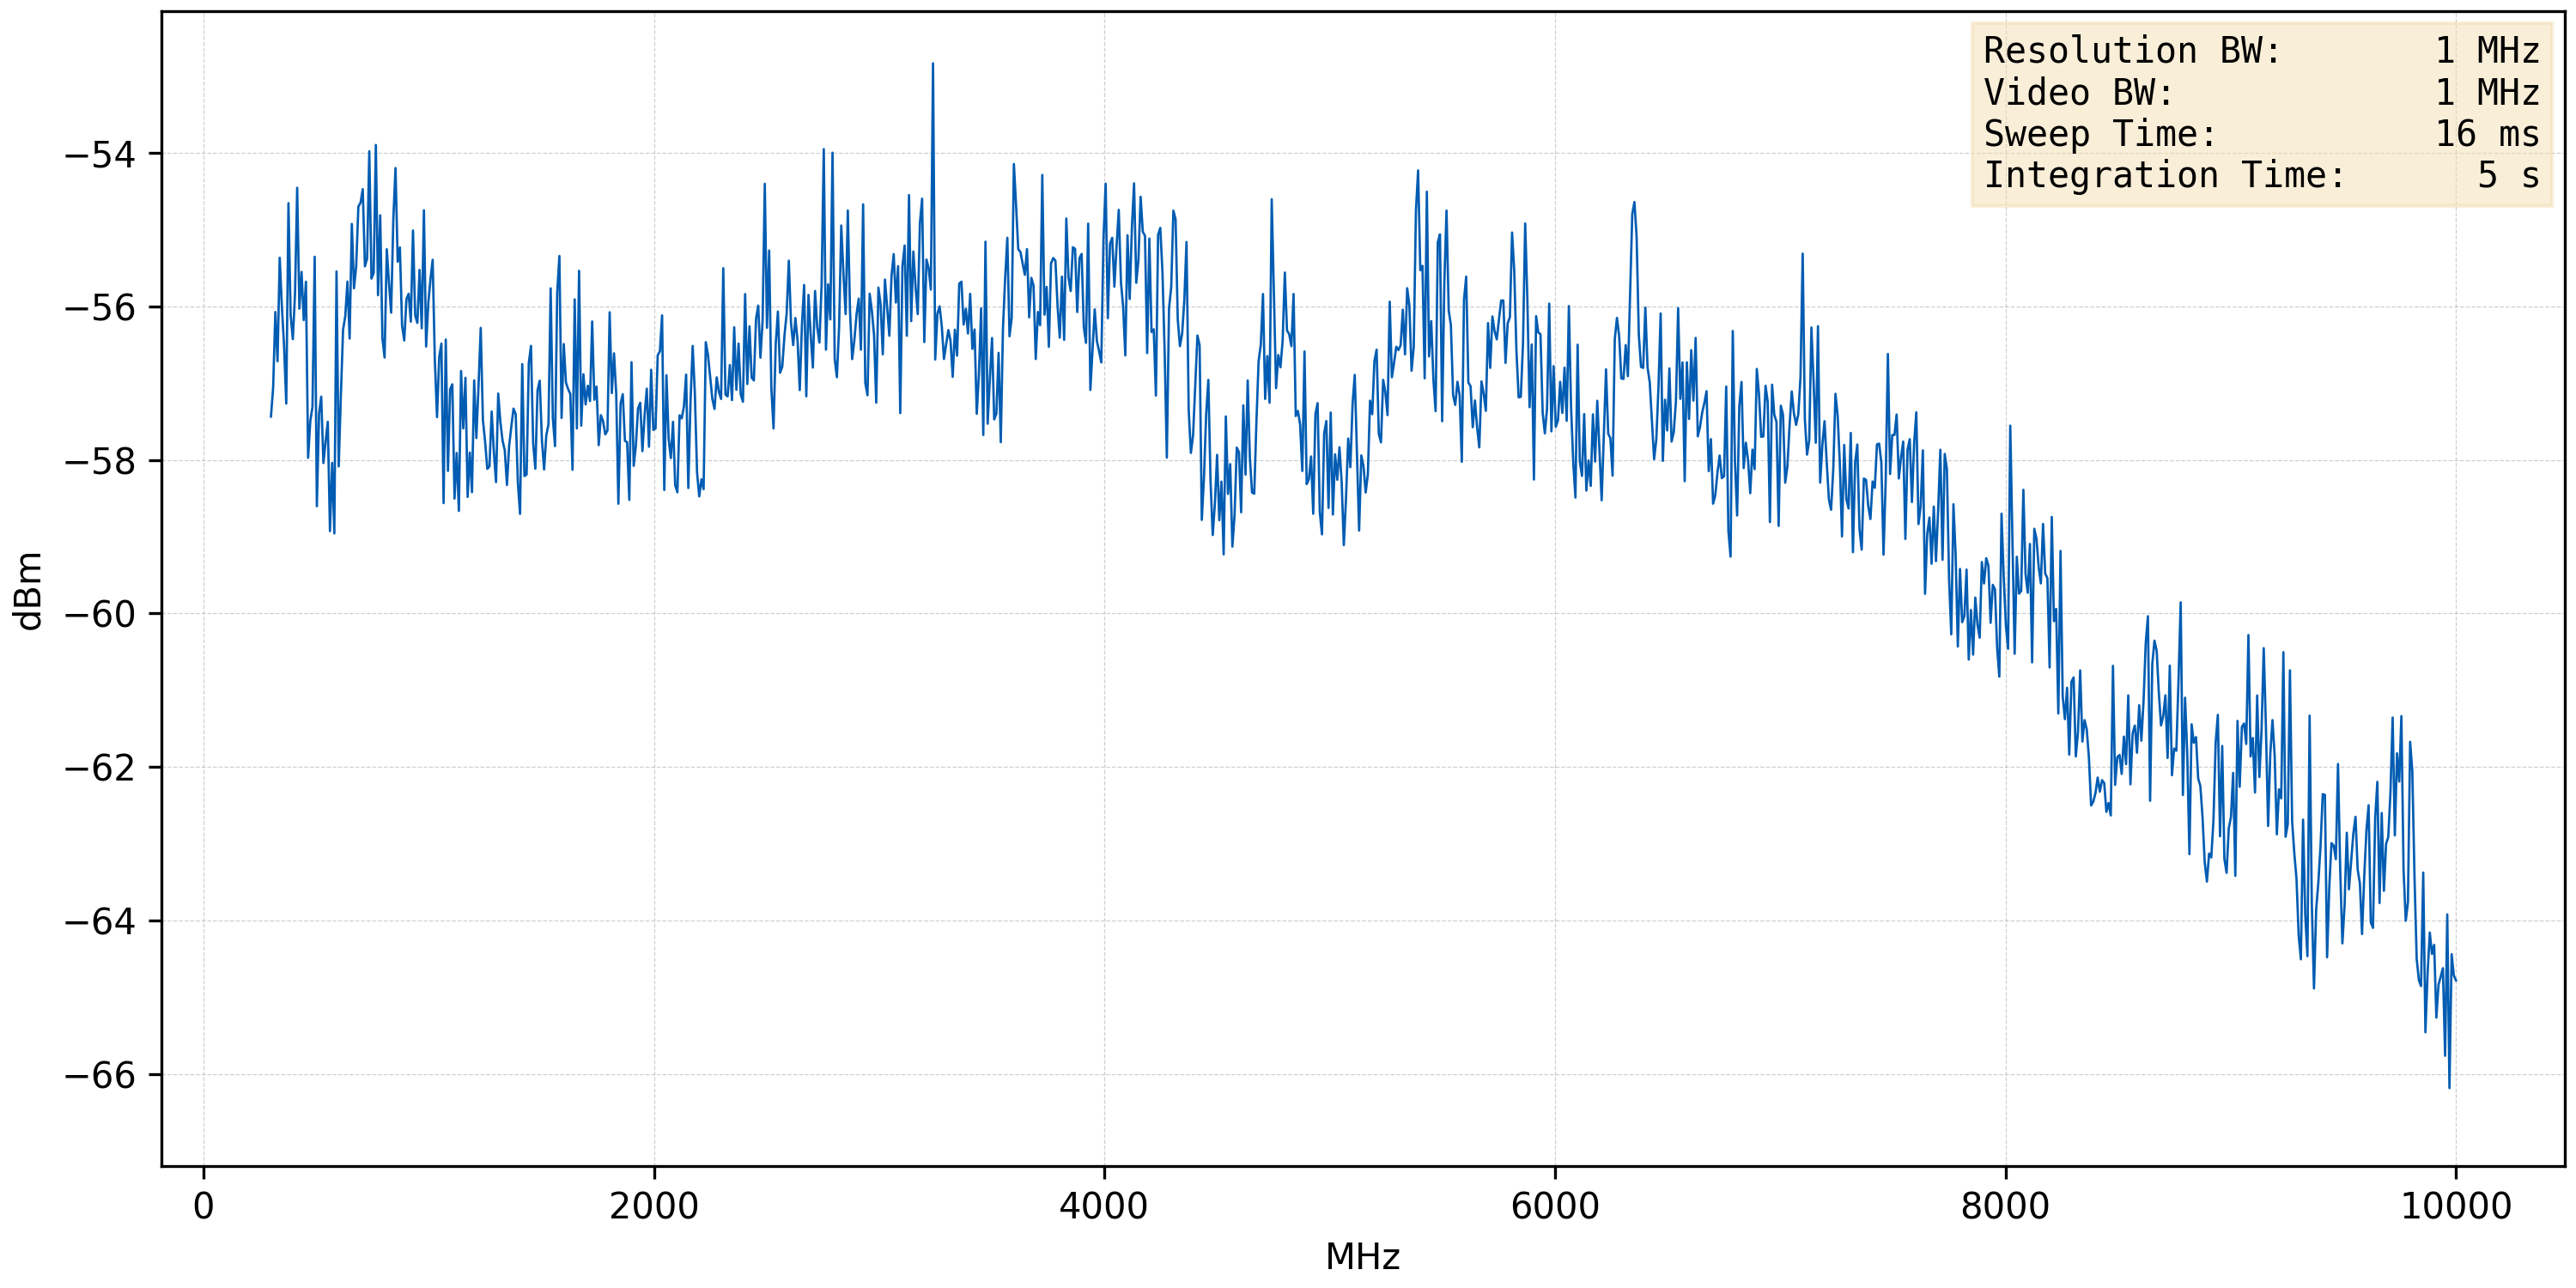 Resolution BW: 1 MHz
Video BW: 1 MHz
Sweep Time: 16 ms
Integration Time: 5 s
−54
−56
−58
−60
−62
−64
−66
dBm
0 2000 4000 6000 8000 10000
MHz